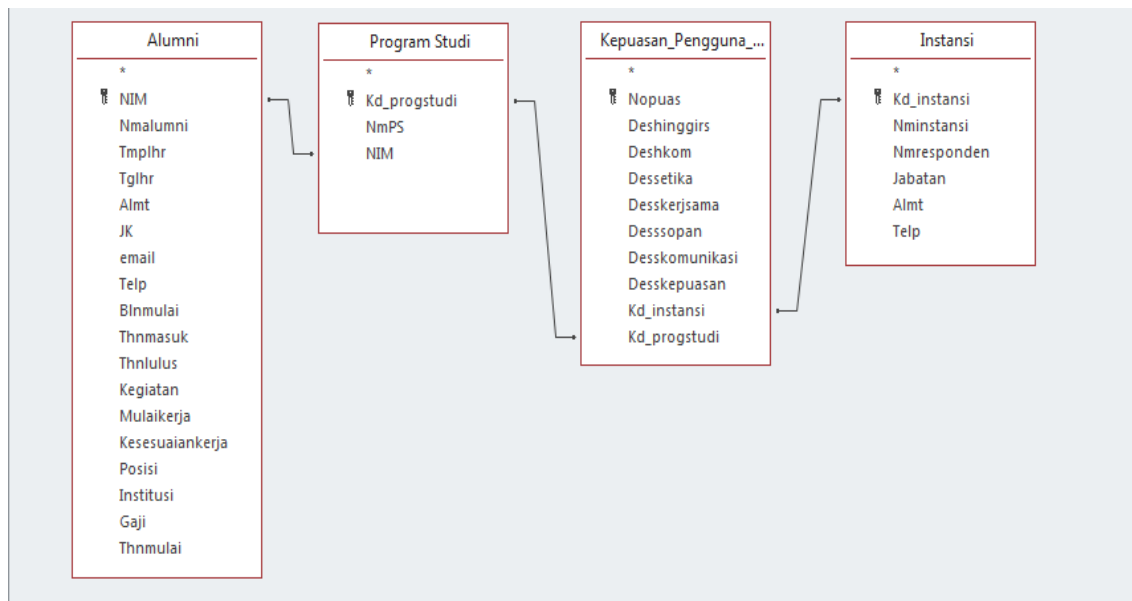 Alumni
*
NIM
Nmalumni
Tmplhr
Tglhr
Almt
JK
email
Telp
Blnmulai
Thnmasuk
Thnlulus
Kegiatan
Mulaikerja
Kesesuaiankerja
Posisi
Institusi
Gaji
Thnmulai
Program Studi
*
Kd_progstudi
NmPS
NIM
Kepuasan_Pengguna_...
*
Nopuas
Deshinggirs
Deshkom
Dessetika
Desskerjsama
Desssopan
Desskomunikasi
Desskepuasan
Kd_instansi
Kd_progstudi
Instansi
*
Kd_instansi
Nminstansi
Nmresponden
Jabatan
Almt
Telp